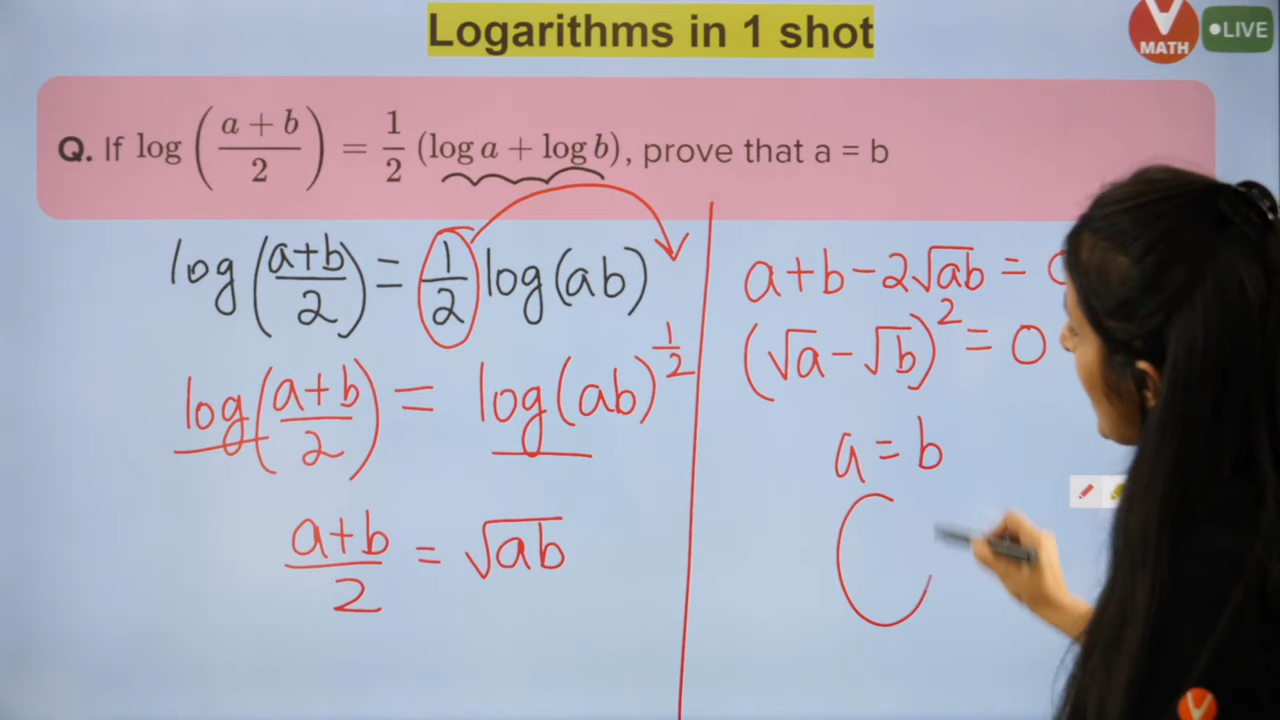 Logarithms in 1 shot
V MATH
LIVE
Q. If log ( (a + b)/2 ) = 1/2 (log a + log b), prove that a = b
log ( (a+b)/2 ) = 1/2 log (ab)
log ( (a+b)/2 ) = log (ab)^(1/2)
(a+b)/2 = √ab
a+b-2√ab =
(√a - √b)^2 = 0
a = b